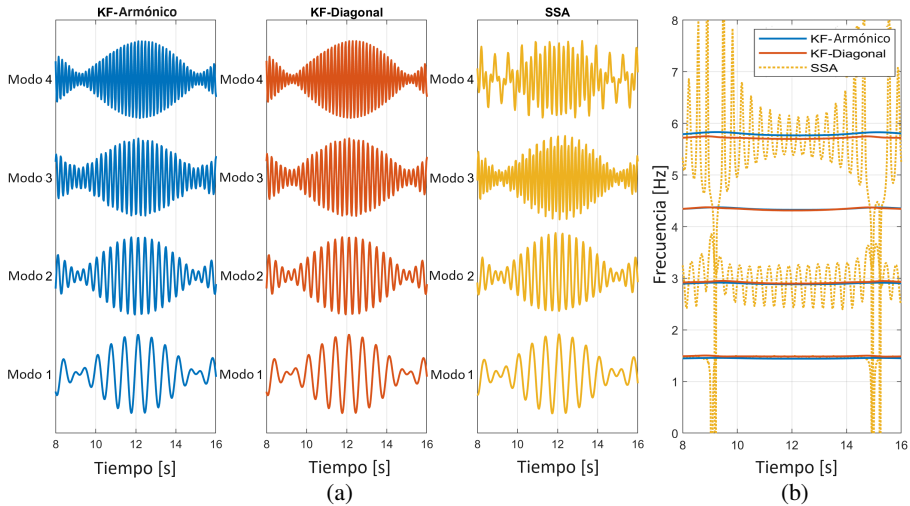 KF-Armónico
KF-Diagonal
SSA
Modo 4
Modo 3
Modo 2
Modo 1
8 10 12 14 16
Tiempo [s]
Modo 4
Modo 3
Modo 2
Modo 1
8 10 12 14 16
Tiempo [s]
Modo 4
Modo 3
Modo 2
Modo 1
8 10 12 14 16
Tiempo [s]
(a)
KF-Armónico
KF-Diagonal
SSA
Frecuencia [Hz]
8
7
6
5
4
3
2
1
0
8 10 12 14 16
Tiempo [s]
(b)